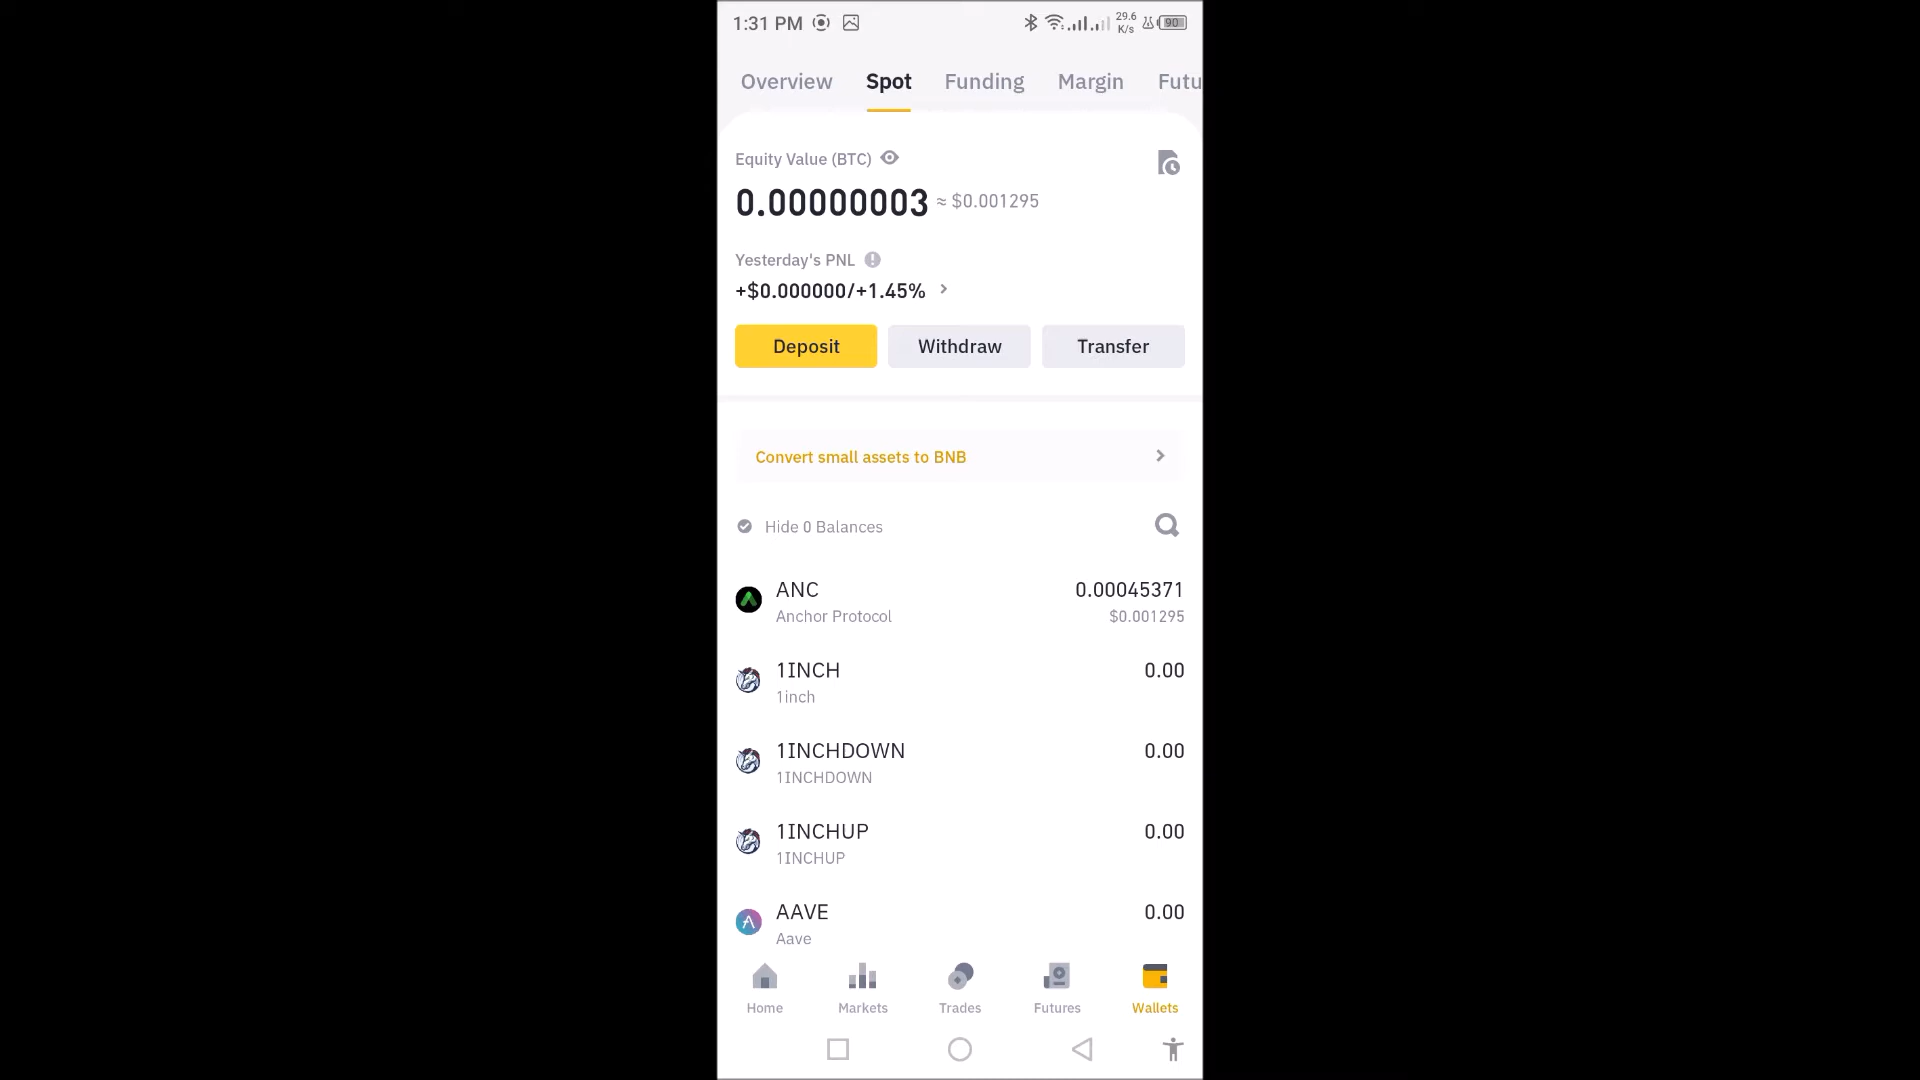 1:31 PM 29.6 K/s 90
Overview Spot Funding Margin Futu
Equity Value (BTC)
0.00000003 ≈ $0.001295
Yesterday's PNL
+$0.000000/+1.45%
Deposit Withdraw Transfer
Convert small assets to BNB
Hide 0 Balances
ANC 0.00045371
Anchor Protocol $0.001295
1INCH 0.00
1inch
1INCHDOWN 0.00
1INCHDOWN
1INCHUP 0.00
1INCHUP
AAVE 0.00
Aave
Home Markets Trades Futures Wallets